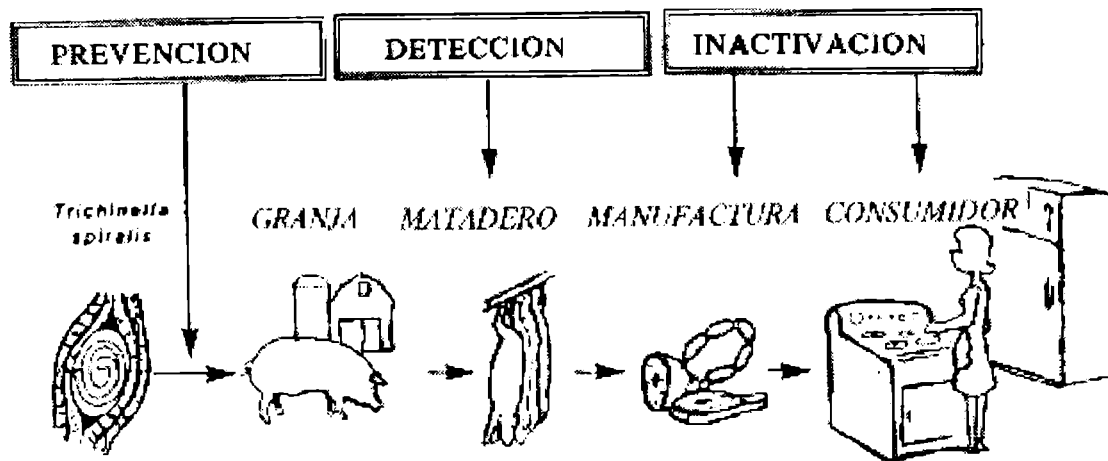 PREVENCION
DETECCION
INACTIVACION
Trichinella
spiralis
GRANJA
MATADERO
MANUFACTURA
CONSUMIDOR